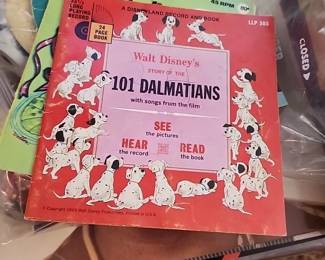 45 RPM
33⅓
LONG PLAYING
RECORD
24
PAGE
BOOK
A DISNEYLAND RECORD AND BOOK
LLP 305
Walt Disney's
STORY OF THE
101 DALMATIANS
with songs from the film
SEE
the pictures
HEAR
the record
READ
the book
CLOSED